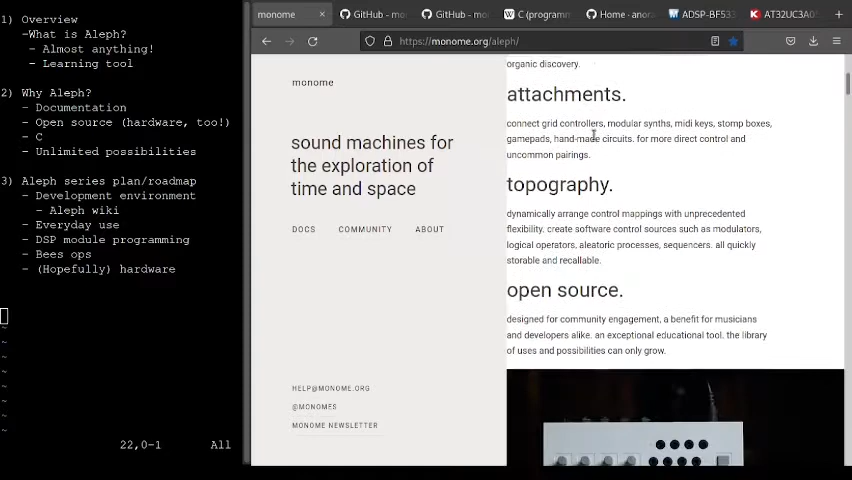 1) Overview
-What is Aleph?
- Almost anything!
- Learning tool
2) Why Aleph?
- Documentation
- Open source (hardware, too!)
- C
- Unlimited possibilities
3) Aleph series plan/roadmap
- Development environment
- Aleph wiki
- Everyday use
- DSP module programming
- Bees ops
- (Hopefully) hardware
~
~
~
~
~
~
~
22,0-1 All
monome
GitHub - mo
GitHub - mo
C (program
Home · anora
ADSP-BF533
AT32UC3A0
https://monome.org/aleph/
monome
sound machines for
the exploration of
time and space
DOCS COMMUNITY ABOUT
HELP@MONOME.ORG
@MONOMES
MONOME NEWSLETTER
organic discovery.
attachments.
connect grid controllers, modular synths, midi keys, stomp boxes,
gamepads, hand-made circuits. for more direct control and
uncommon pairings.
topography.
dynamically arrange control mappings with unprecedented
flexibility. create software control sources such as modulators,
logical operators, aleatoric processes, sequencers. all quickly
storable and recallable.
open source.
designed for community engagement, a benefit for musicians
and developers alike. an exceptional educational tool. the library
of uses and possibilities can only grow.